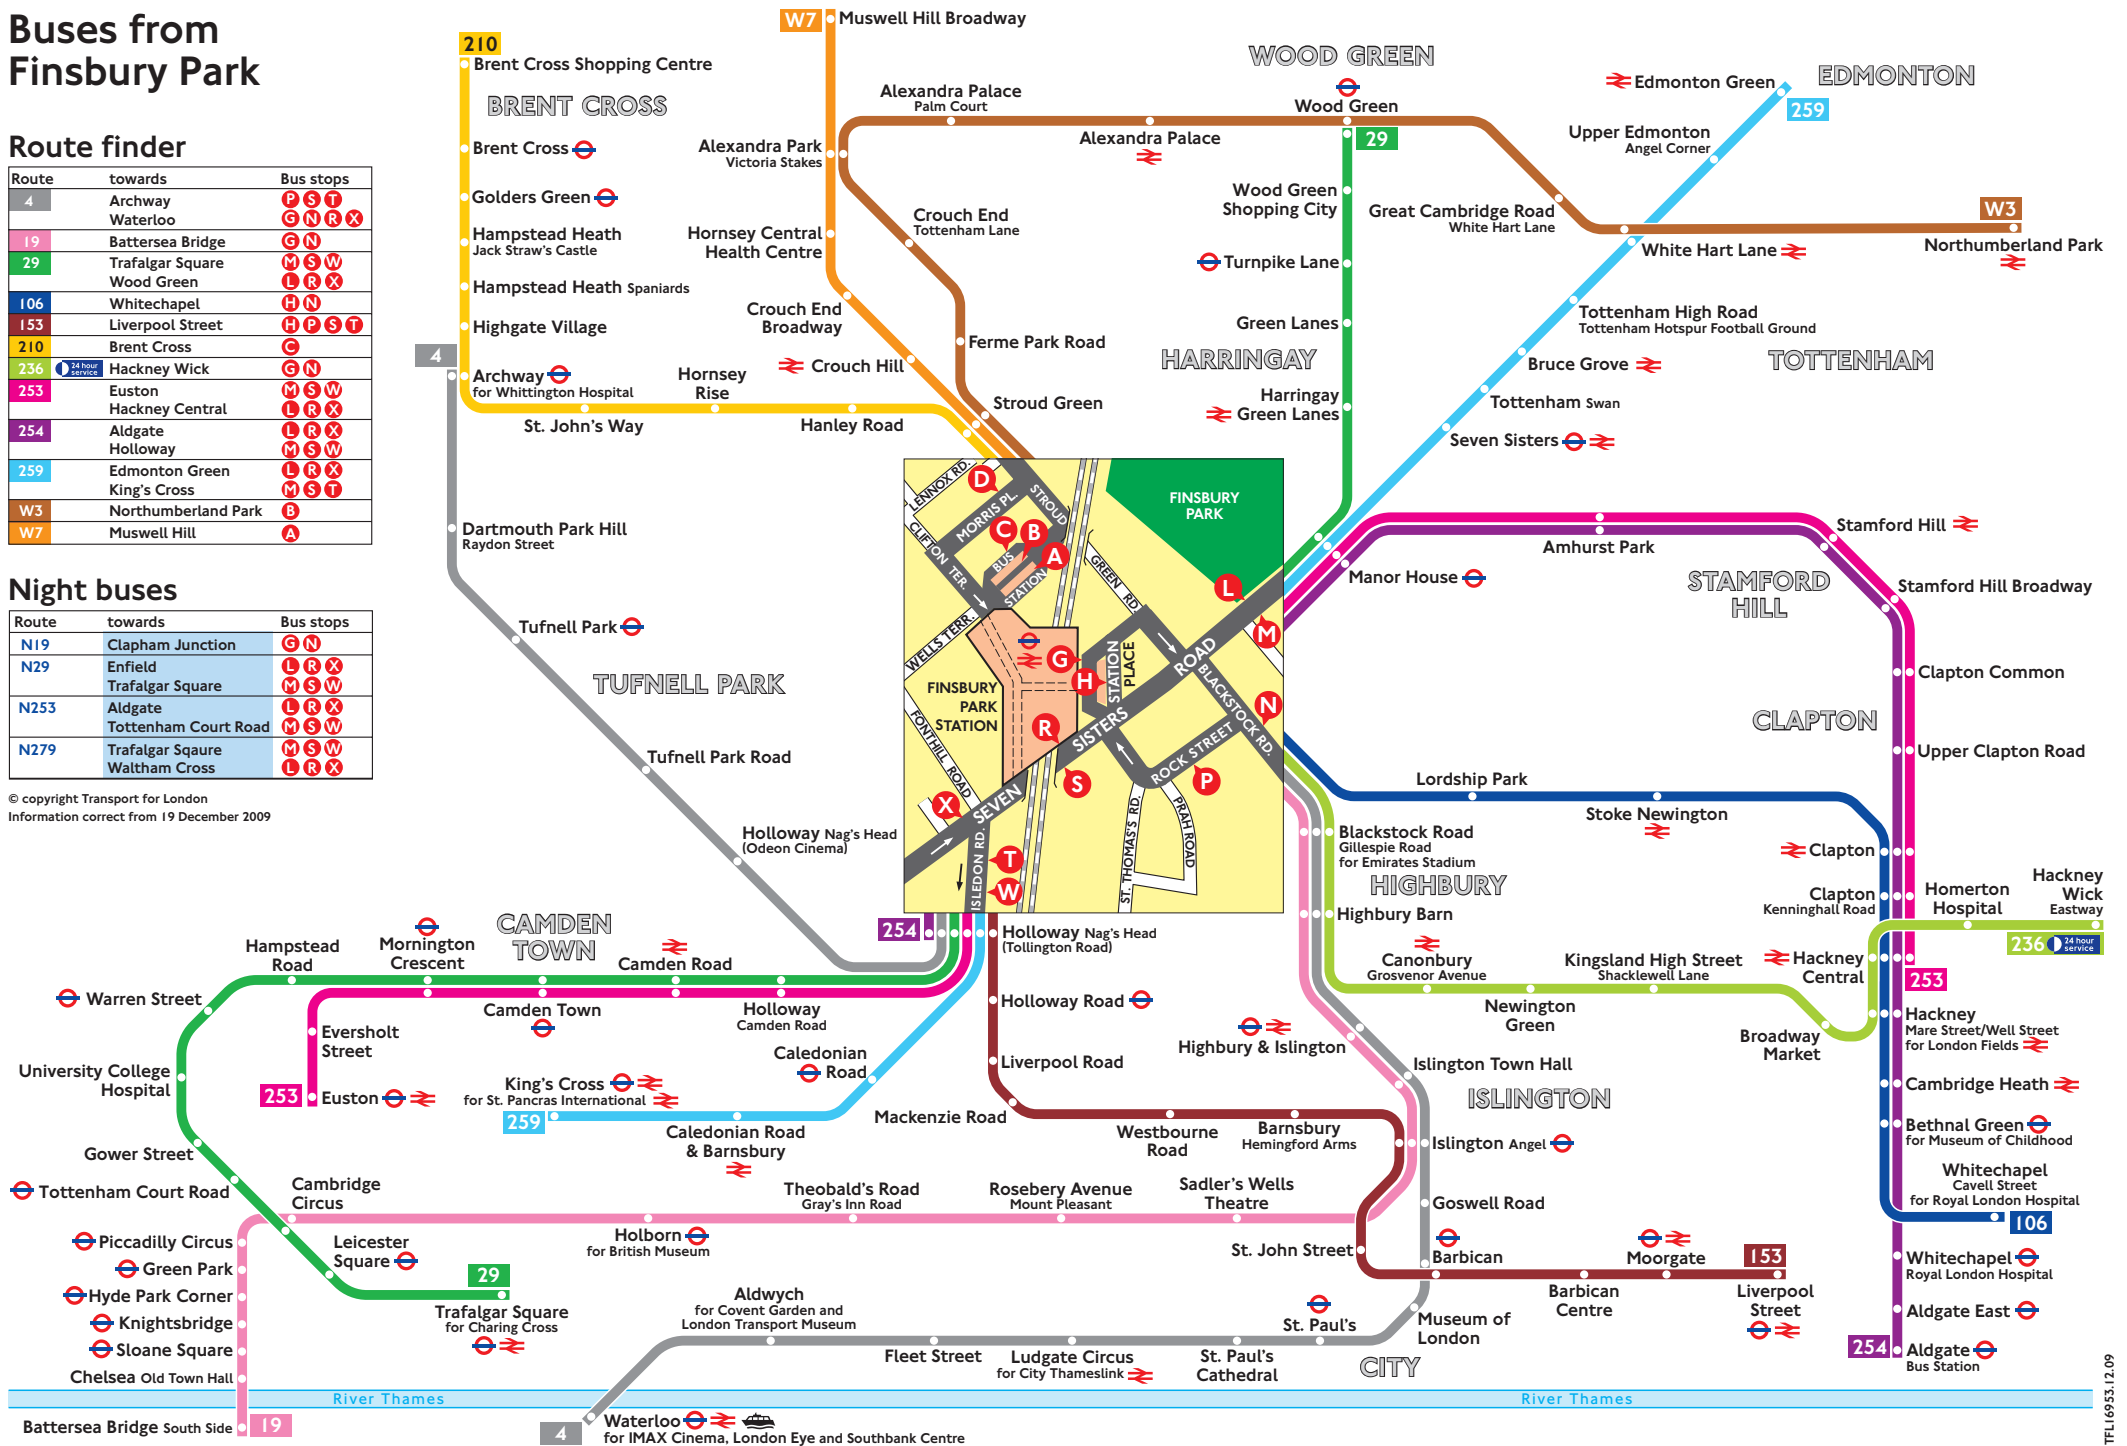 Buses from
Finsbury Park
Route finder
Route towards Bus stops
4 Archway P S T
Waterloo G N R X
19 Battersea Bridge G N
29 Trafalgar Square M S W
Wood Green L R X
106 Whitechapel H N
153 Liverpool Street H P S T
210 Brent Cross C
236 24 hour service Hackney Wick G N
253 Euston M S W
Hackney Central L R X
254 Aldgate L R X
Holloway M S W
259 Edmonton Green L R X
King's Cross M S T
W3 Northumberland Park B
W7 Muswell Hill A
Night buses
Route towards Bus stops
N19 Clapham Junction G N
N29 Enfield L R X
Trafalgar Square M S W
N253 Aldgate L R X
Tottenham Court Road M S W
N279 Trafalgar Sqaure M S W
Waltham Cross L R X
© copyright Transport for London
Information correct from 19 December 2009
210
Brent Cross Shopping Centre
BRENT CROSS
Brent Cross
Golders Green
Hampstead Heath
Jack Straw's Castle
Hampstead Heath Spaniards
Highgate Village
4
Archway
for Whittington Hospital
St. John's Way
Hornsey
Rise
Hanley Road
Dartmouth Park Hill
Raydon Street
Tufnell Park
TUFNELL PARK
Tufnell Park Road
Holloway Nag's Head
(Odeon Cinema)
W7
Muswell Hill Broadway
Alexandra Park
Victoria Stakes
Hornsey Central
Health Centre
Crouch End
Broadway
Crouch Hill
Alexandra Palace
Palm Court
Alexandra Palace
Crouch End
Tottenham Lane
Ferme Park Road
Stroud Green
WOOD GREEN
Wood Green
29
Wood Green
Shopping City
Turnpike Lane
Green Lanes
HARRINGAY
Harringay
Green Lanes
Great Cambridge Road
White Hart Lane
W3
Northumberland Park
Edmonton Green
EDMONTON
259
Upper Edmonton
Angel Corner
White Hart Lane
Tottenham High Road
Tottenham Hotspur Football Ground
Bruce Grove
TOTTENHAM
Tottenham Swan
Seven Sisters
Manor House
Amhurst Park
Stamford Hill
STAMFORD
HILL
Stamford Hill Broadway
Clapton Common
CLAPTON
Upper Clapton Road
LENNOX RD.
D
MORRIS PL.
STROUD
CLIFTON TER.
C
B
A
BUS
STATION
GREEN RD.
FINSBURY
PARK
L
M
WELLS TERR.
G
H
STATION
PLACE
FINSBURY
PARK
STATION
FONTHILL ROAD
R
SEVEN
SISTERS
ROAD
BLACKSTOCK RD.
N
ROCK STREET
P
S
X
T
W
ISLEDON RD.
ST. THOMAS'S RD.
PRAH ROAD
Lordship Park
Stoke Newington
Clapton
Clapton
Kenninghall Road
Homerton
Hospital
Hackney
Wick
Eastway
236 24 hour service
Hackney
Central
253
Blackstock Road
Gillespie Road
for Emirates Stadium
HIGHBURY
Highbury Barn
Canonbury
Grosvenor Avenue
Newington
Green
Kingsland High Street
Shacklewell Lane
Broadway
Market
Hackney
Mare Street/Well Street
for London Fields
Cambridge Heath
Bethnal Green
for Museum of Childhood
Whitechapel
Cavell Street
for Royal London Hospital
106
Whitechapel
Royal London Hospital
Aldgate East
254
Aldgate
Bus Station
254
Holloway Nag's Head
(Tollington Road)
Holloway Road
Liverpool Road
Mackenzie Road
Westbourne
Road
Barnsbury
Hemingford Arms
Highbury & Islington
Islington Town Hall
ISLINGTON
Islington Angel
Goswell Road
St. John Street
Barbican
Barbican
Centre
Moorgate
153
Liverpool
Street
Museum of
London
CITY
St. Paul's
St. Paul's
Cathedral
Ludgate Circus
for City Thameslink
Fleet Street
Aldwych
for Covent Garden and
London Transport Museum
4
Waterloo
for IMAX Cinema, London Eye and Southbank Centre
CAMDEN
TOWN
Hampstead
Road
Mornington
Crescent
Camden Road
Warren Street
Camden Town
Holloway
Camden Road
Eversholt
Street
253
Euston
University College
Hospital
Caledonian
Road
King's Cross
for St. Pancras International
259
Caledonian Road
& Barnsbury
Gower Street
Tottenham Court Road
Cambridge
Circus
Leicester
Square
29
Trafalgar Square
for Charing Cross
Holborn
for British Museum
Theobald's Road
Gray's Inn Road
Rosebery Avenue
Mount Pleasant
Sadler's Wells
Theatre
Piccadilly Circus
Green Park
Hyde Park Corner
Knightsbridge
Sloane Square
Chelsea Old Town Hall
River Thames
River Thames
Battersea Bridge South Side
19
TFL16953.12.09